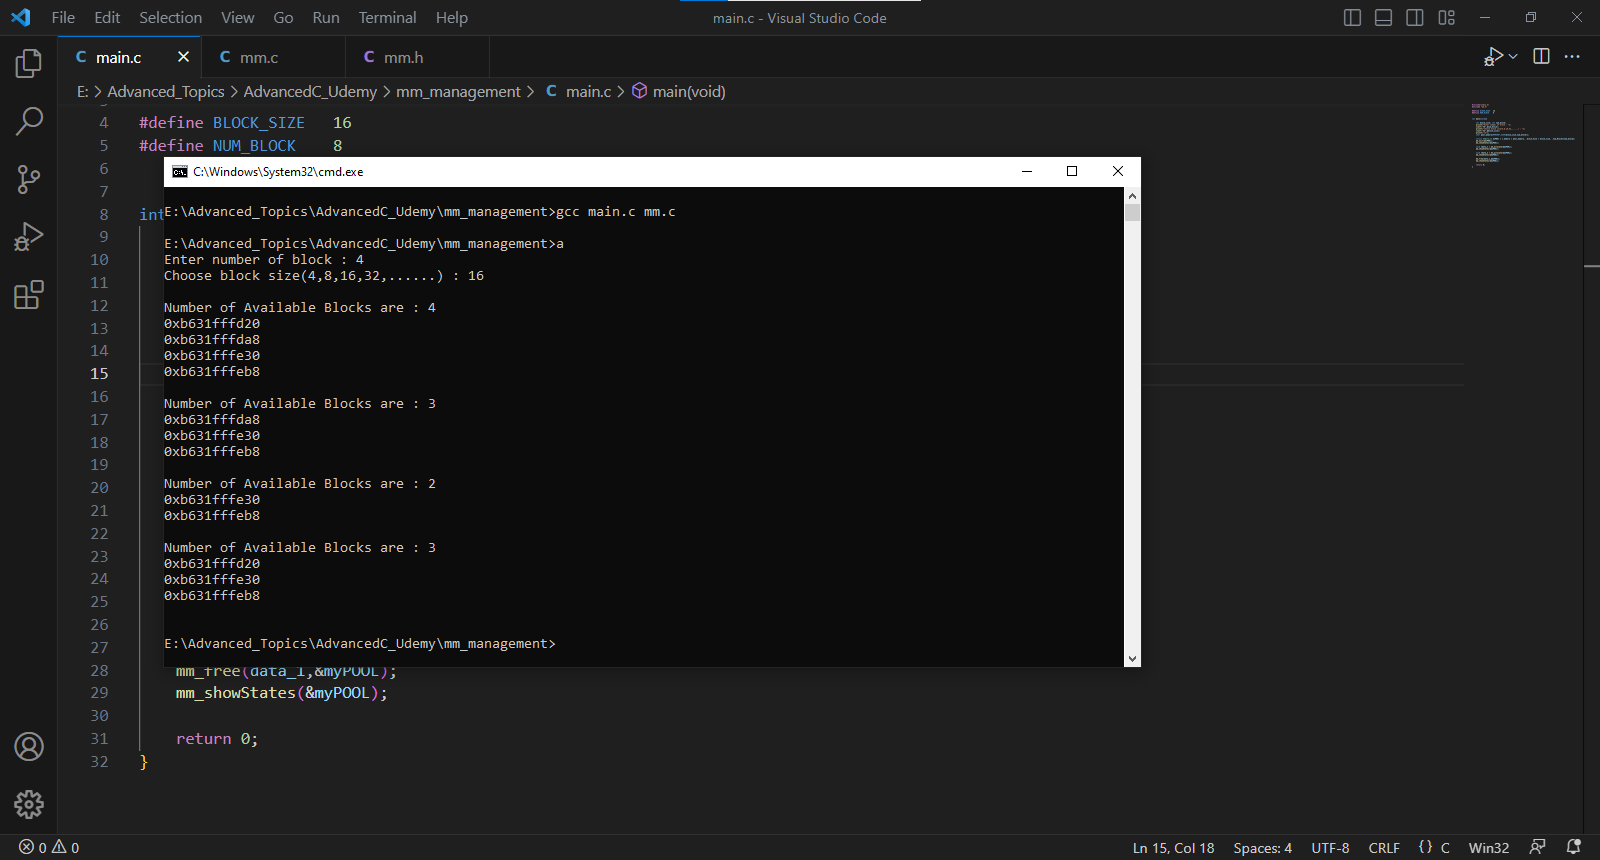 File Edit Selection View Go Run Terminal Help main.c - Visual Studio Code
C main.c C mm.c C mm.h
E: > Advanced_Topics > AdvancedC_Udemy > mm_management > C main.c > main(void)
4 #define BLOCK_SIZE 16
5 #define NUM_BLOCK 8
6
7
8 int
9
10
11
12
13
14
15
16
17
18
19
20
21
22
23
24
25
26
27
28 mm_free(data_1,&myPOOL);
29 mm_showStates(&myPOOL);
30
31 return 0;
32 }
C:\Windows\System32\cmd.exe
E:\Advanced_Topics\AdvancedC_Udemy\mm_management>gcc main.c mm.c
E:\Advanced_Topics\AdvancedC_Udemy\mm_management>a
Enter number of block : 4
Choose block size(4,8,16,32,......) : 16
Number of Available Blocks are : 4
0xb631fffd20
0xb631fffda8
0xb631fffe30
0xb631fffeb8
Number of Available Blocks are : 3
0xb631fffda8
0xb631fffe30
0xb631fffeb8
Number of Available Blocks are : 2
0xb631fffe30
0xb631fffeb8
Number of Available Blocks are : 3
0xb631fffd20
0xb631fffe30
0xb631fffeb8
E:\Advanced_Topics\AdvancedC_Udemy\mm_management>
0 0 Ln 15, Col 18 Spaces: 4 UTF-8 CRLF {} C Win32